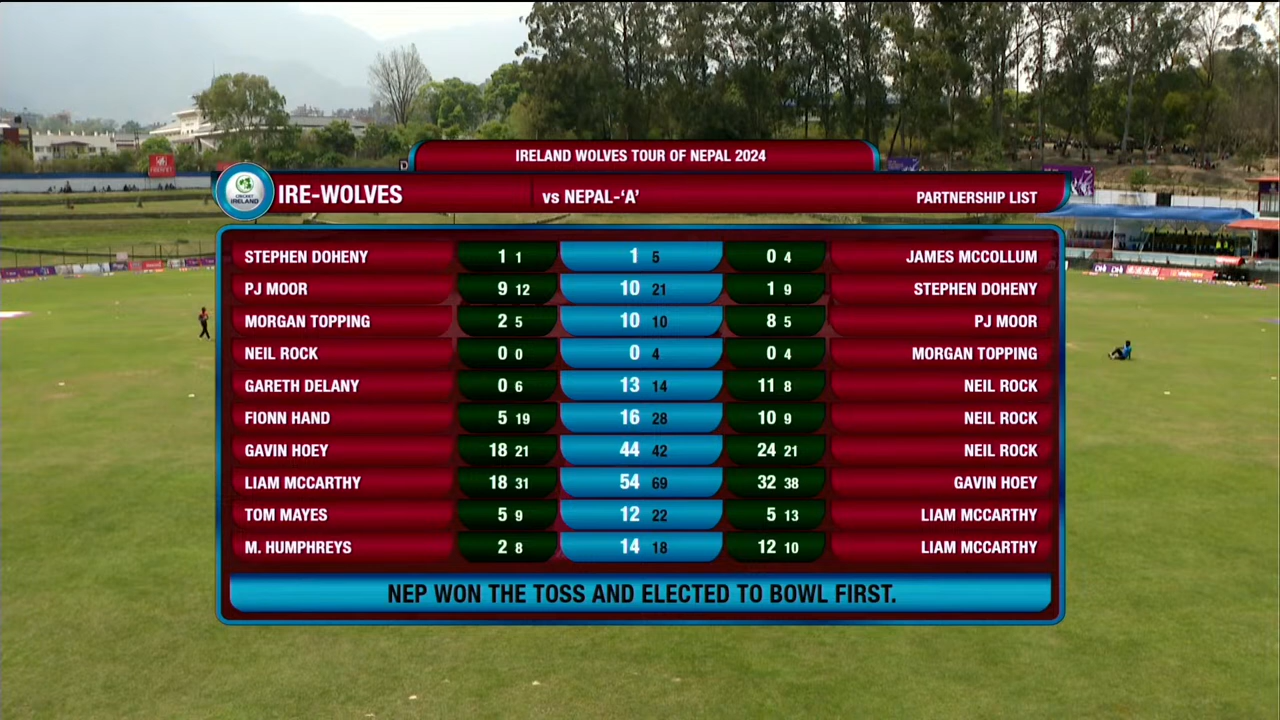 IRELAND WOLVES TOUR OF NEPAL 2024
CRICKET IRELAND
IRE-WOLVES vs NEPAL-‘A’ PARTNERSHIP LIST
STEPHEN DOHENY 1 1 1 5 0 4 JAMES MCCOLLUM
PJ MOOR 9 12 10 21 1 9 STEPHEN DOHENY
MORGAN TOPPING 2 5 10 10 8 5 PJ MOOR
NEIL ROCK 0 0 0 4 0 4 MORGAN TOPPING
GARETH DELANY 0 6 13 14 11 8 NEIL ROCK
FIONN HAND 5 19 16 28 10 9 NEIL ROCK
GAVIN HOEY 18 21 44 42 24 21 NEIL ROCK
LIAM MCCARTHY 18 31 54 69 32 38 GAVIN HOEY
TOM MAYES 5 9 12 22 5 13 LIAM MCCARTHY
M. HUMPHREYS 2 8 14 18 12 10 LIAM MCCARTHY
NEP WON THE TOSS AND ELECTED TO BOWL FIRST.